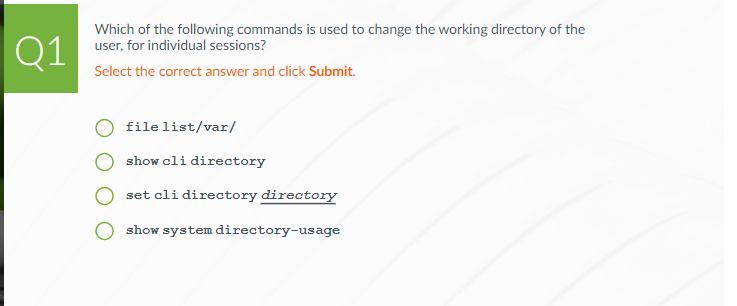 Q1
Which of the following commands is used to change the working directory of the
user, for individual sessions?
Select the correct answer and click Submit.
file list/var/
show cli directory
set cli directory directory
show system directory-usage